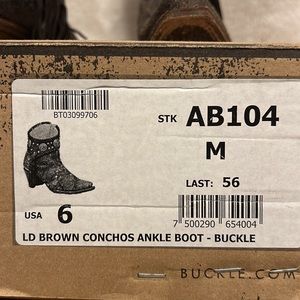 BT03099706
STK AB104
M
LAST: 56
USA 6
7 500290 654004
LD BROWN CONCHOS ANKLE BOOT - BUCKLE
BUCKLE.COM